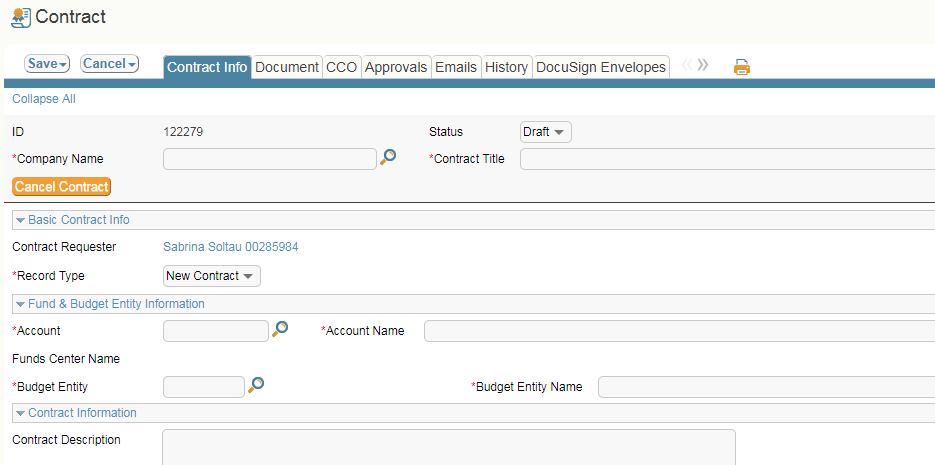 Contract
Save Cancel Contract Info Document CCO Approvals Emails History DocuSign Envelopes
Collapse All
ID 122279 Status Draft
*Company Name *Contract Title
Cancel Contract
Basic Contract Info
Contract Requester Sabrina Soltau 00285984
*Record Type New Contract
Fund & Budget Entity Information
*Account *Account Name
Funds Center Name
*Budget Entity *Budget Entity Name
Contract Information
Contract Description